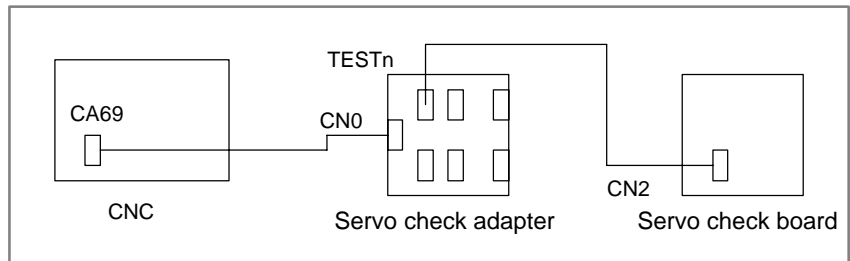 TESTn
CA69
CN0
CN2
CNC
Servo check adapter
Servo check board